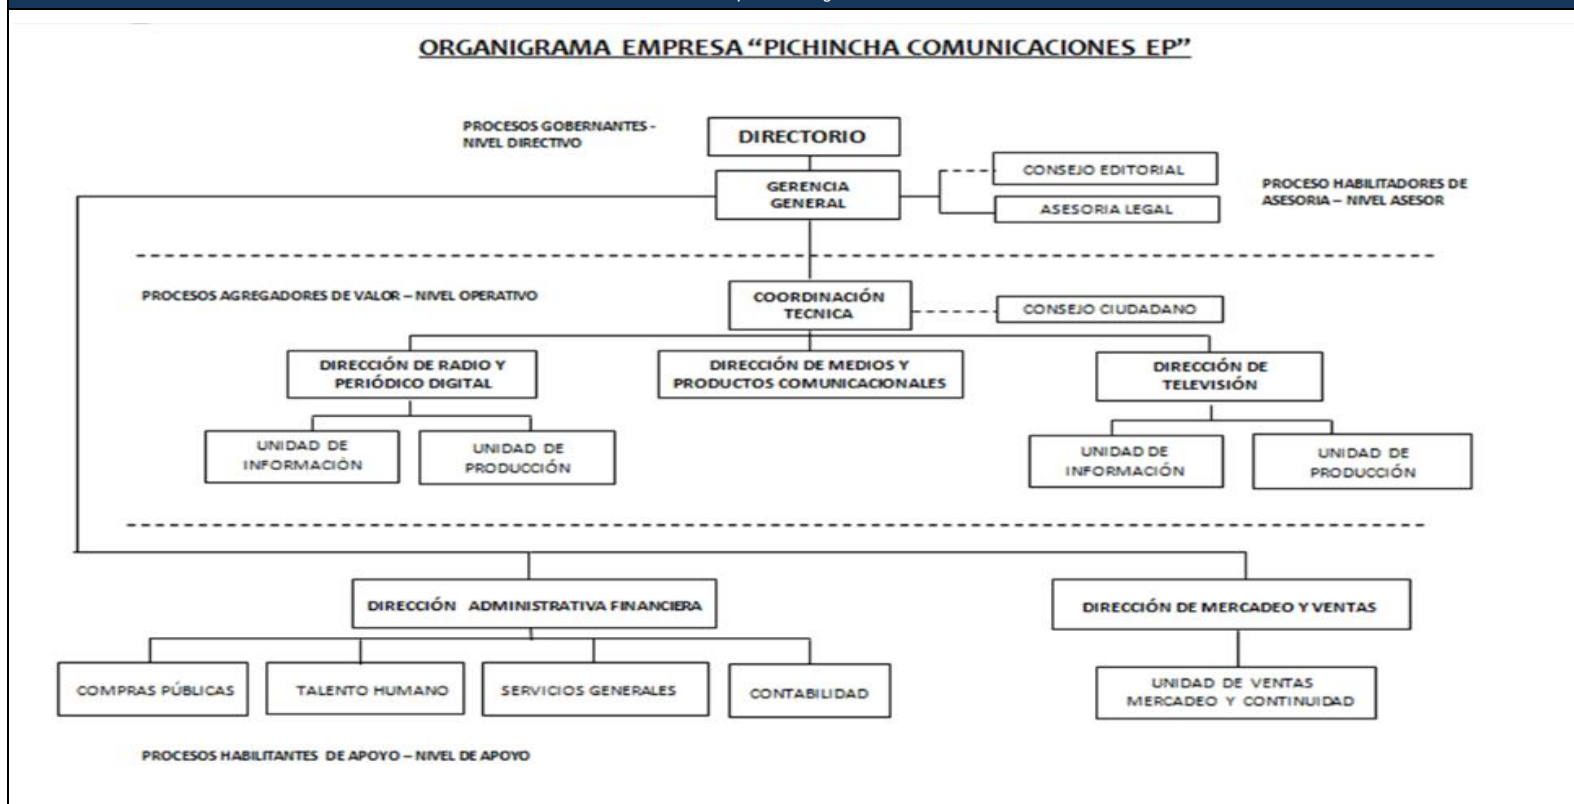 ORGANIGRAMA EMPRESA “PICHINCHA COMUNICACIONES EP”
PROCESOS GOBERNANTES -
NIVEL DIRECTIVO
DIRECTORIO
GERENCIA
GENERAL
CONSEJO EDITORIAL
ASESORIA LEGAL
PROCESO HABILITADORES DE
ASESORIA – NIVEL ASESOR
PROCESOS AGREGADORES DE VALOR – NIVEL OPERATIVO
COORDINACIÓN
TECNICA
CONSEJO CIUDADANO
DIRECCIÓN DE RADIO Y
PERIÓDICO DIGITAL
DIRECCIÓN DE MEDIOS Y
PRODUCTOS COMUNICACIONALES
DIRECCIÓN DE
TELEVISIÓN
UNIDAD DE
INFORMACIÓN
UNIDAD DE
PRODUCCIÓN
UNIDAD DE
INFORMACIÓN
UNIDAD DE
PRODUCCIÓN
DIRECCIÓN ADMINISTRATIVA FINANCIERA
DIRECCIÓN DE MERCADEO Y VENTAS
COMPRAS PÚBLICAS
TALENTO HUMANO
SERVICIOS GENERALES
CONTABILIDAD
UNIDAD DE VENTAS
MERCADEO Y CONTINUIDAD
PROCESOS HABILITANTES DE APOYO – NIVEL DE APOYO